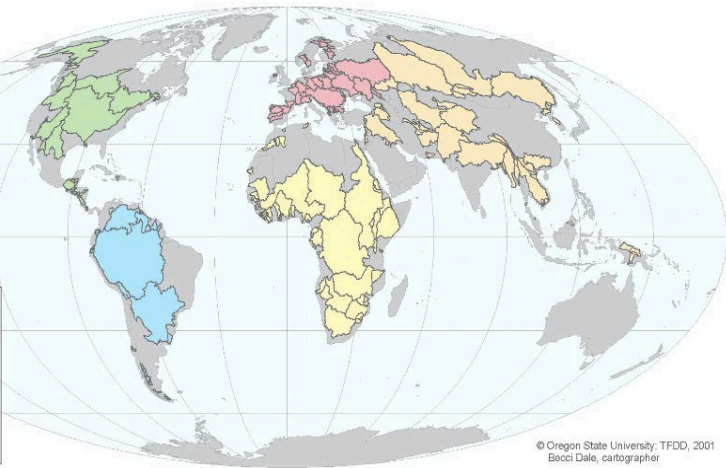 © Oregon State University: TFDD, 2001
Becci Dale, cartographer